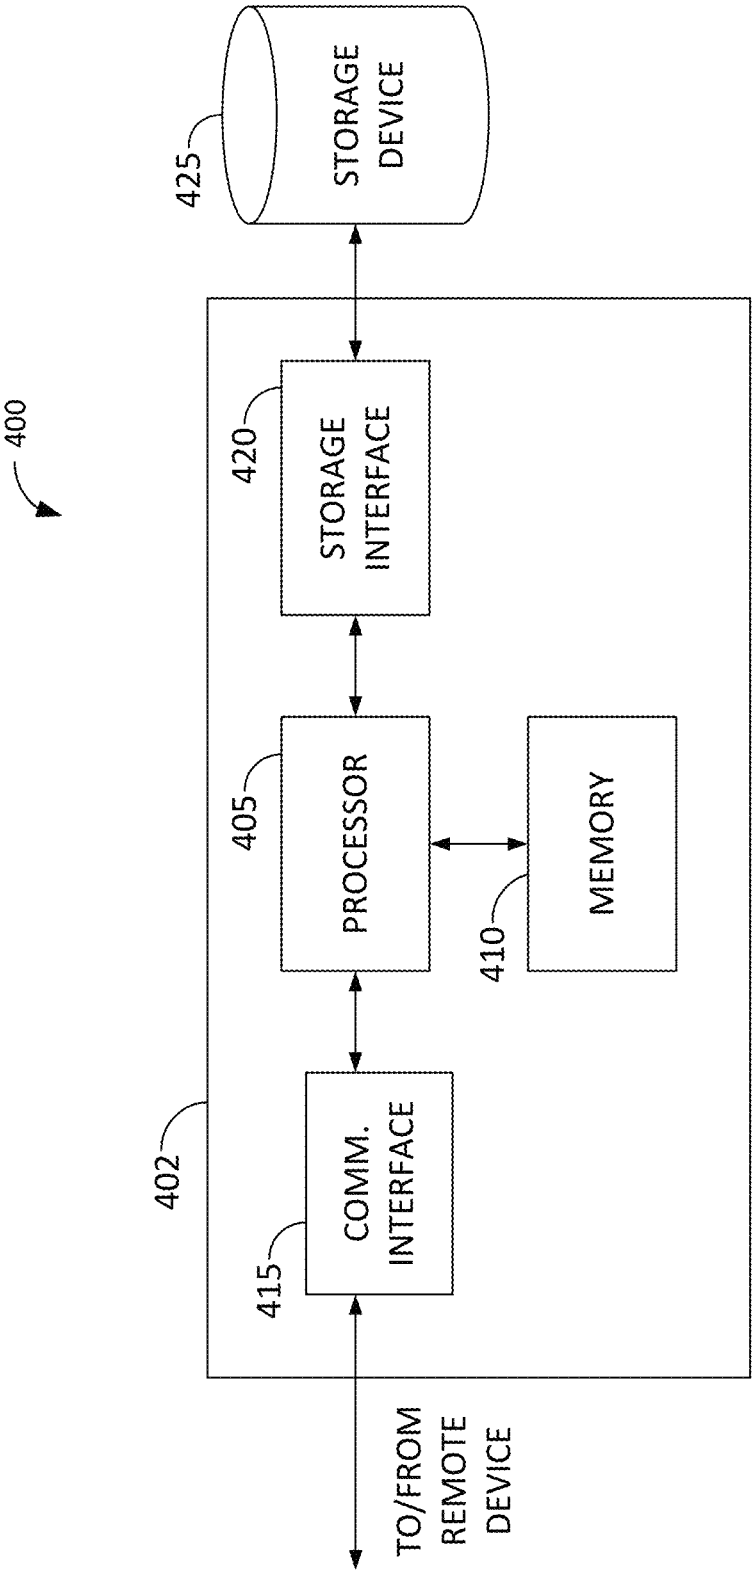 400
402
415
COMM.
INTERFACE
405
PROCESSOR
410
MEMORY
420
STORAGE
INTERFACE
425
STORAGE
DEVICE
TO/FROM
REMOTE
DEVICE